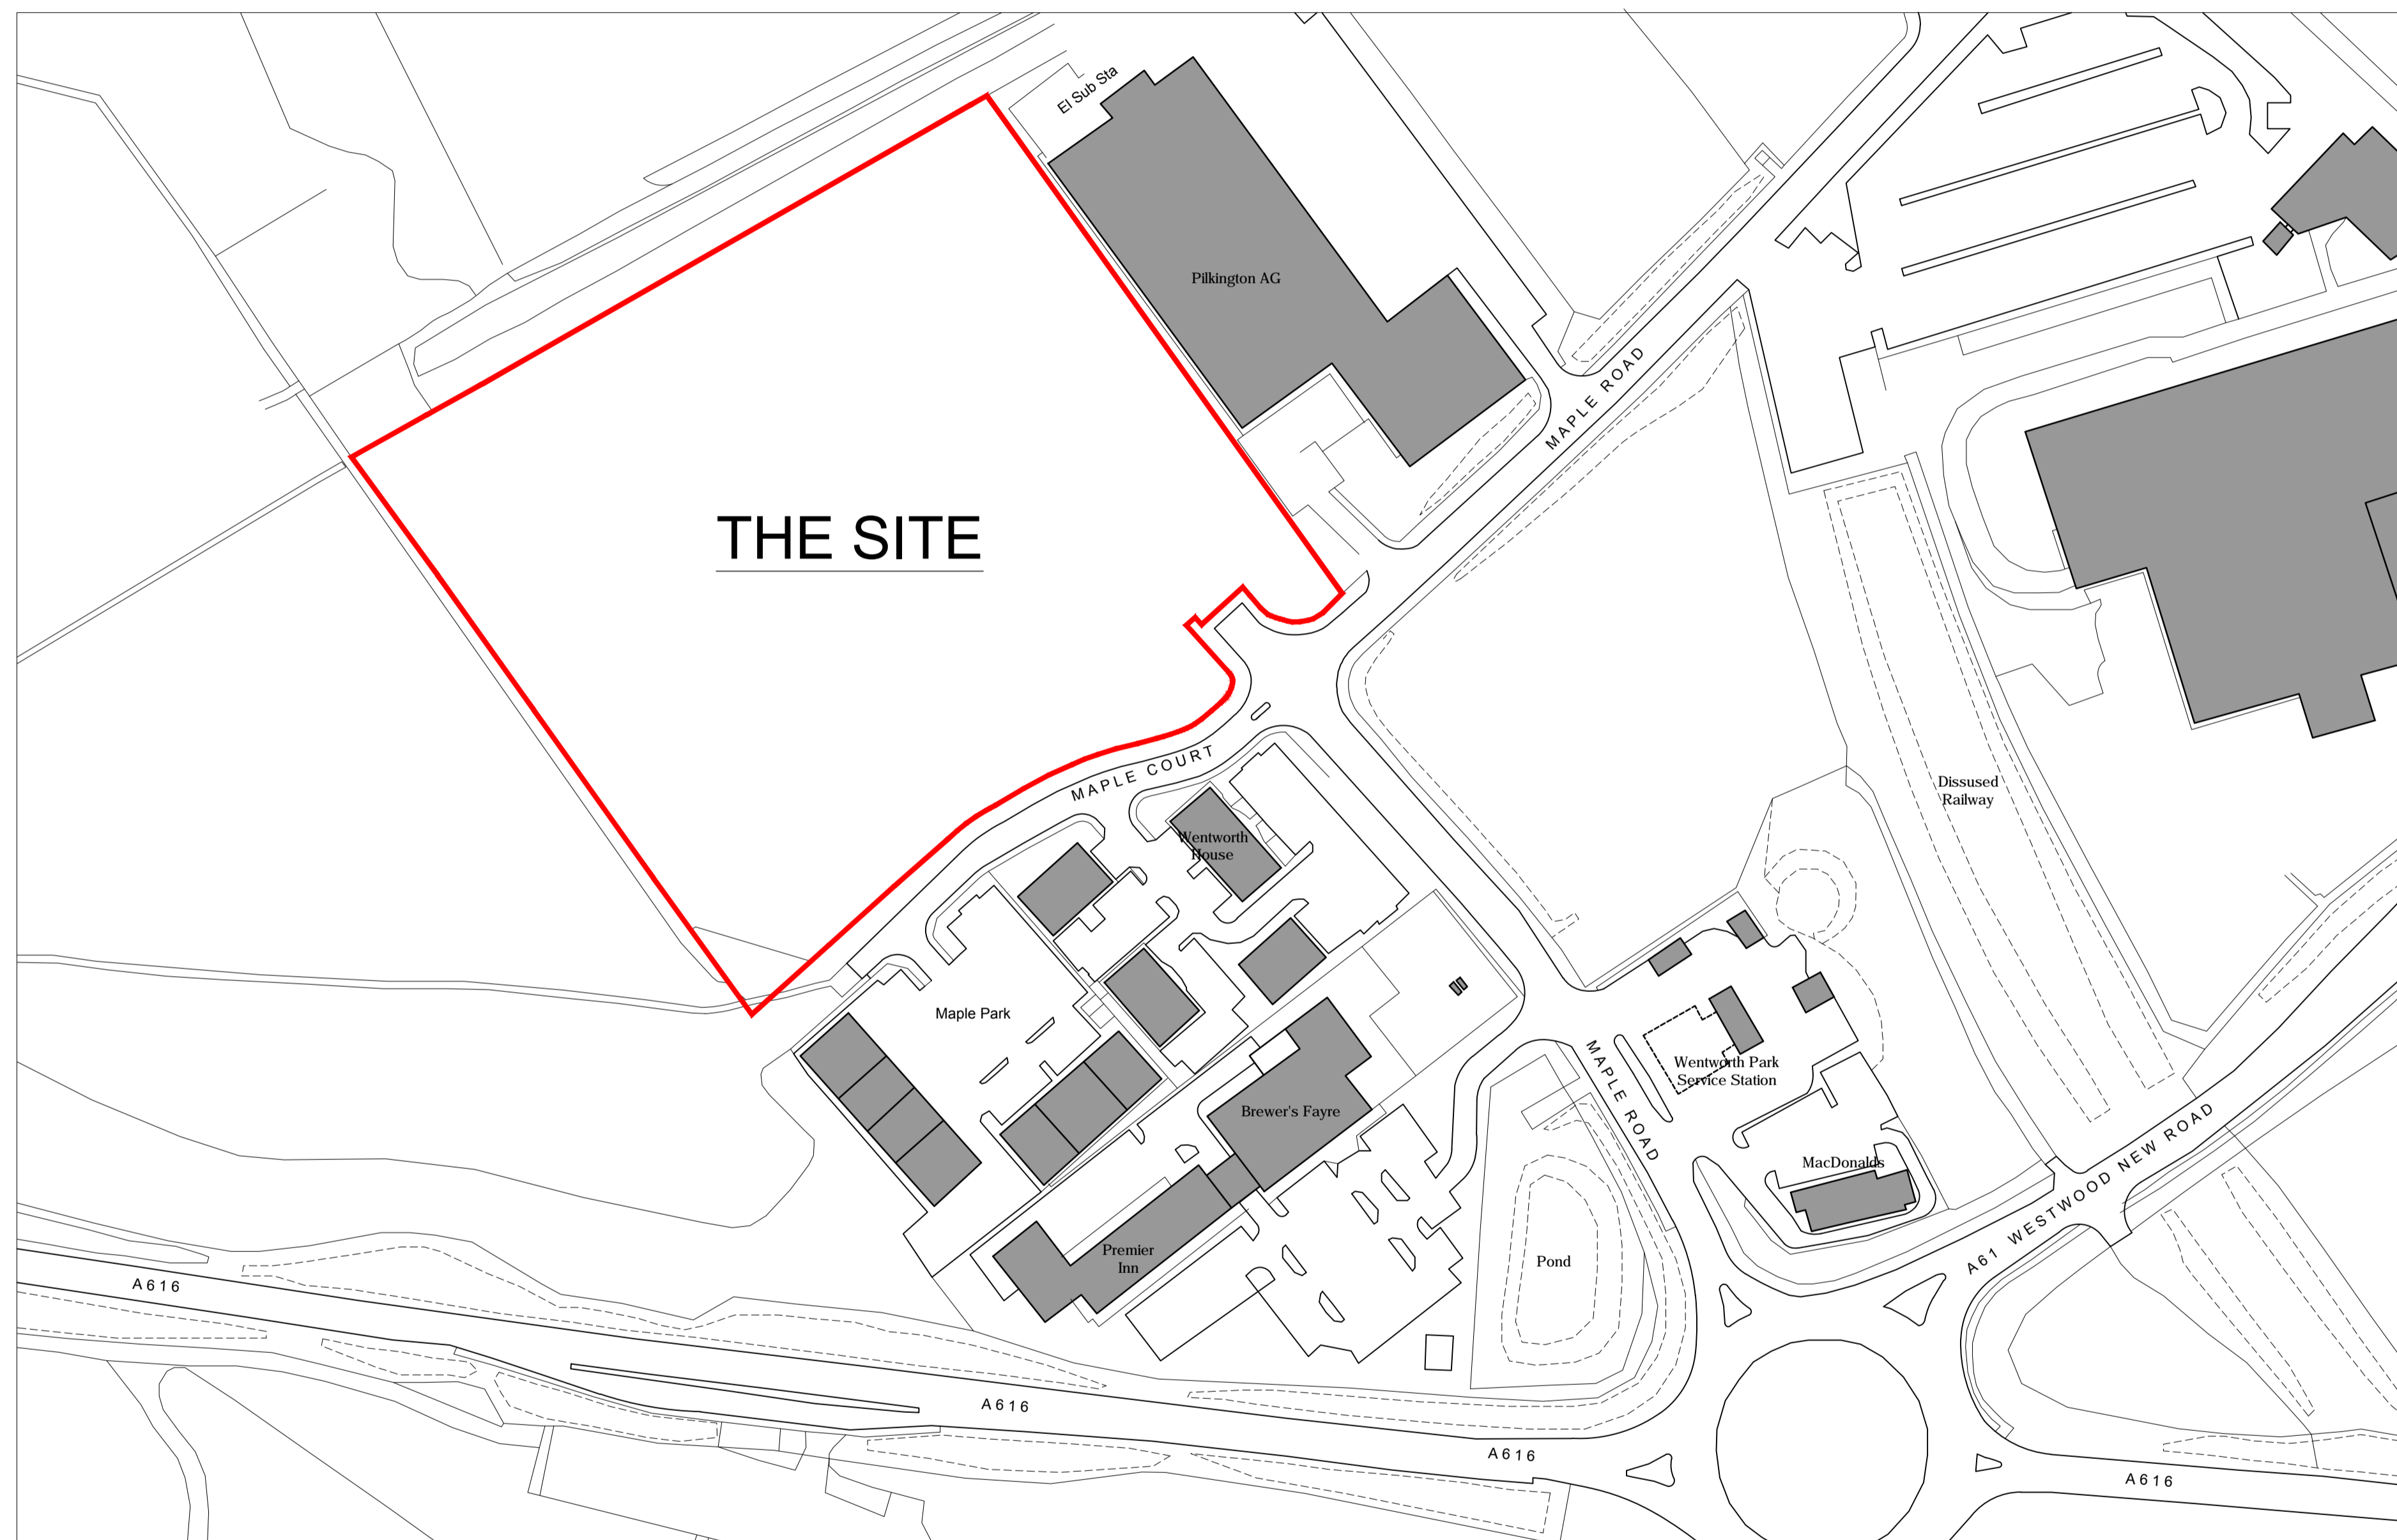 El Sub Sta
Pilkington AG
MAPLE ROAD
THE SITE
MAPLE COURT
Dissused
Railway
Wentworth
House
Maple Park
MAPLE ROAD
Wentworth Park
Service Station
Brewer's Fayre
MacDonalds
A61 WESTWOOD NEW ROAD
Premier
Inn
Pond
A616
A616
A616
A616